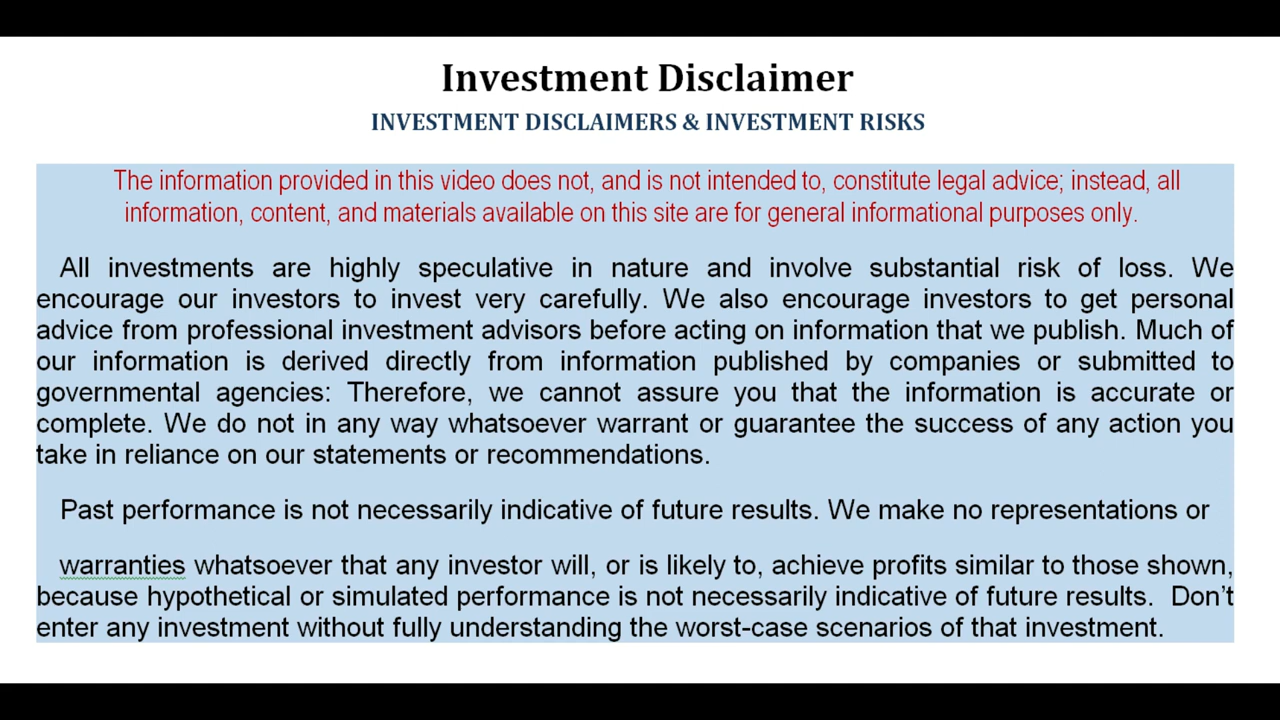 Investment Disclaimer
INVESTMENT DISCLAIMERS & INVESTMENT RISKS
The information provided in this video does not, and is not intended to, constitute legal advice; instead, all
information, content, and materials available on this site are for general informational purposes only.
All investments are highly speculative in nature and involve substantial risk of loss. We
encourage our investors to invest very carefully. We also encourage investors to get personal
advice from professional investment advisors before acting on information that we publish. Much of
our information is derived directly from information published by companies or submitted to
governmental agencies: Therefore, we cannot assure you that the information is accurate or
complete. We do not in any way whatsoever warrant or guarantee the success of any action you
take in reliance on our statements or recommendations.
Past performance is not necessarily indicative of future results. We make no representations or
warranties whatsoever that any investor will, or is likely to, achieve profits similar to those shown,
because hypothetical or simulated performance is not necessarily indicative of future results. Don’t
enter any investment without fully understanding the worst-case scenarios of that investment.